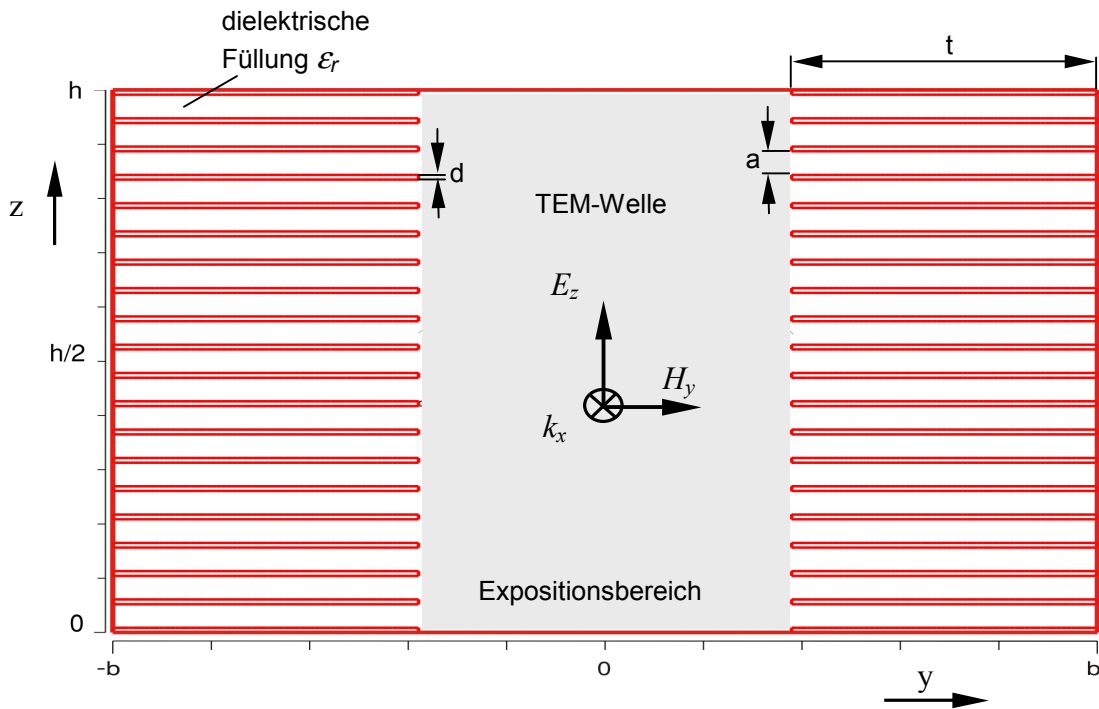 dielektrische
Füllung εr
t
h
a
d
z
TEM-Welle
Ez
h/2
Hy
kx
Expositionsbereich
0
-b
0
b
y